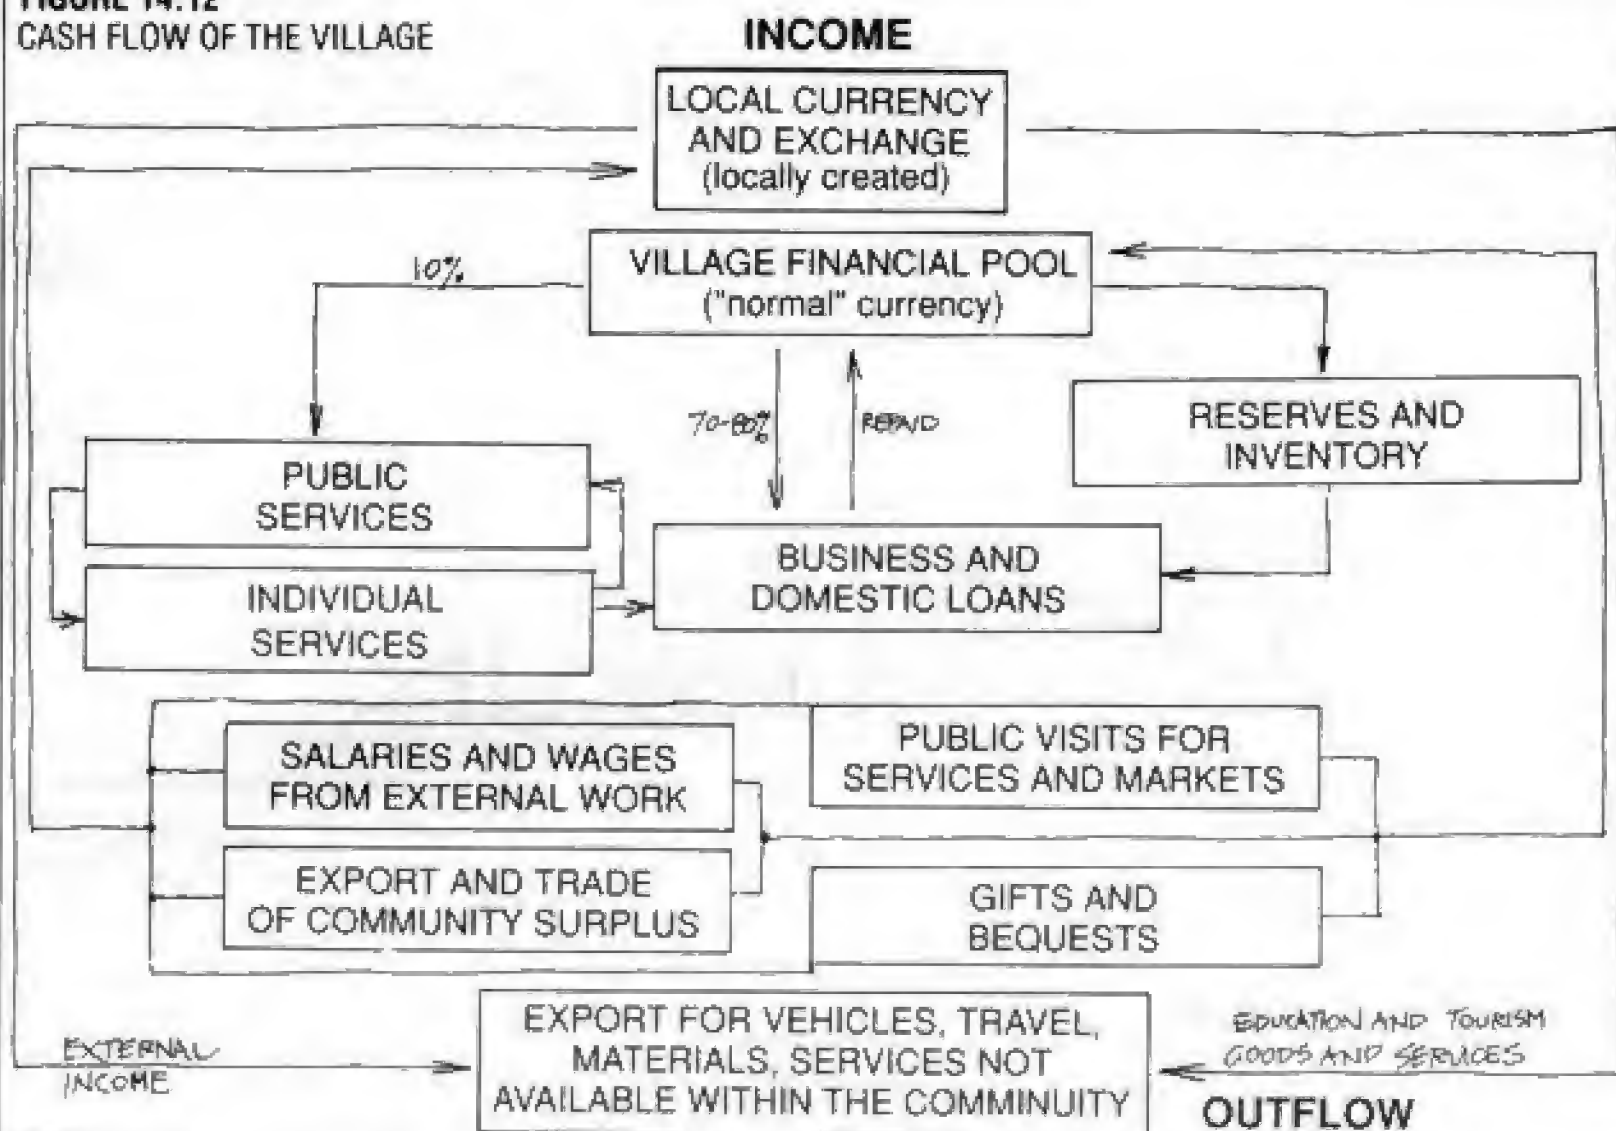 FIGURE 14.12
CASH FLOW OF THE VILLAGE
INCOME
LOCAL CURRENCY
AND EXCHANGE
(locally created)
VILLAGE FINANCIAL POOL
("normal" currency)
10%
70-80%
REPAID
RESERVES AND
INVENTORY
PUBLIC
SERVICES
BUSINESS AND
DOMESTIC LOANS
INDIVIDUAL
SERVICES
SALARIES AND WAGES
FROM EXTERNAL WORK
PUBLIC VISITS FOR
SERVICES AND MARKETS
EXPORT AND TRADE
OF COMMUNITY SURPLUS
GIFTS AND
BEQUESTS
EXTERNAL
INCOME
EXPORT FOR VEHICLES, TRAVEL,
MATERIALS, SERVICES NOT
AVAILABLE WITHIN THE COMMINUITY
EDUCATION AND TOURISM
GOODS AND SERVICES
OUTFLOW